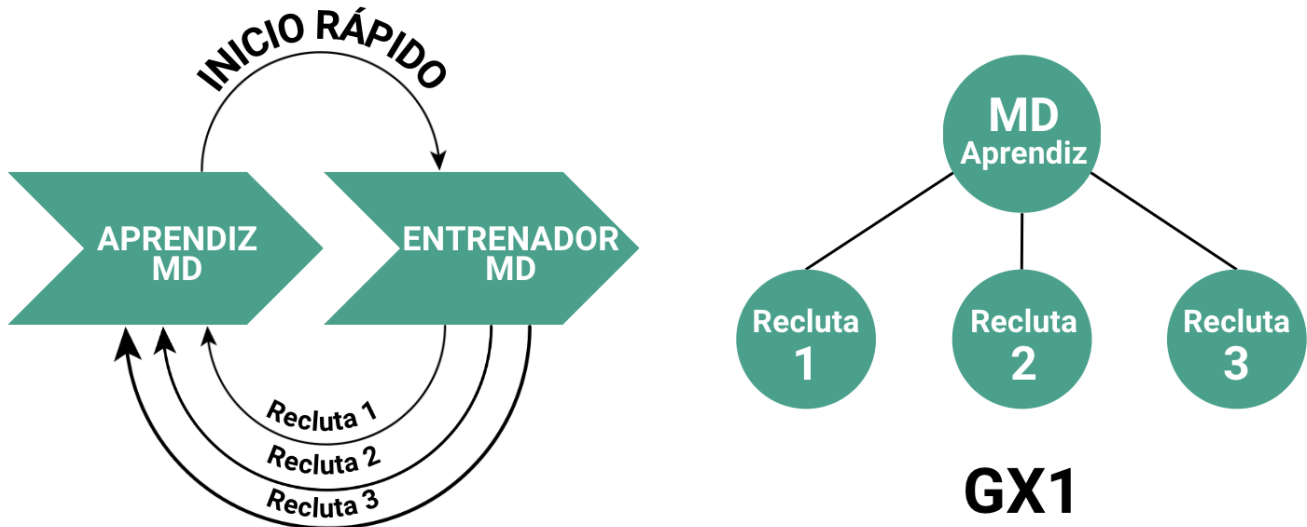 INICIO RÁPIDO
APRENDIZ
MD
ENTRENADOR
MD
Recluta 1
Recluta 2
Recluta 3
MD
Aprendiz
Recluta
1
Recluta
2
Recluta
3
GX1